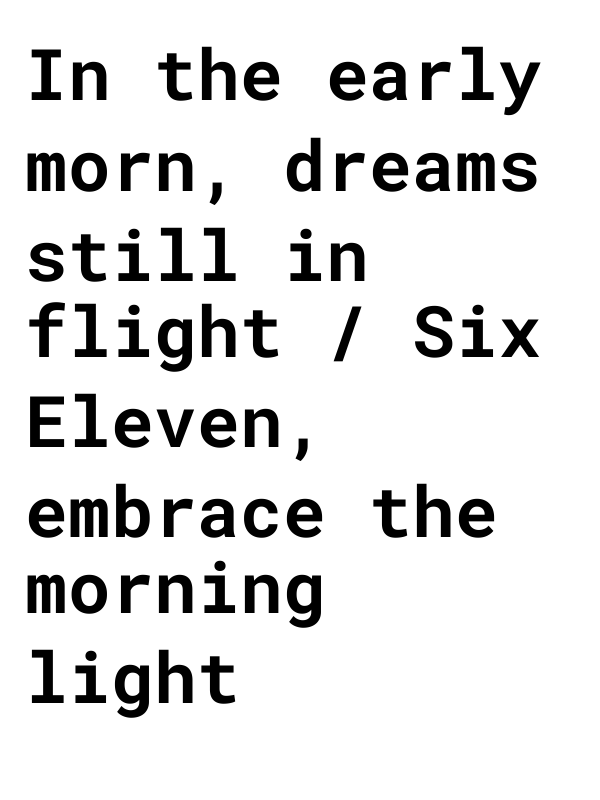 In the early
morn, dreams
still in
flight / Six
Eleven,
embrace the
morning
light